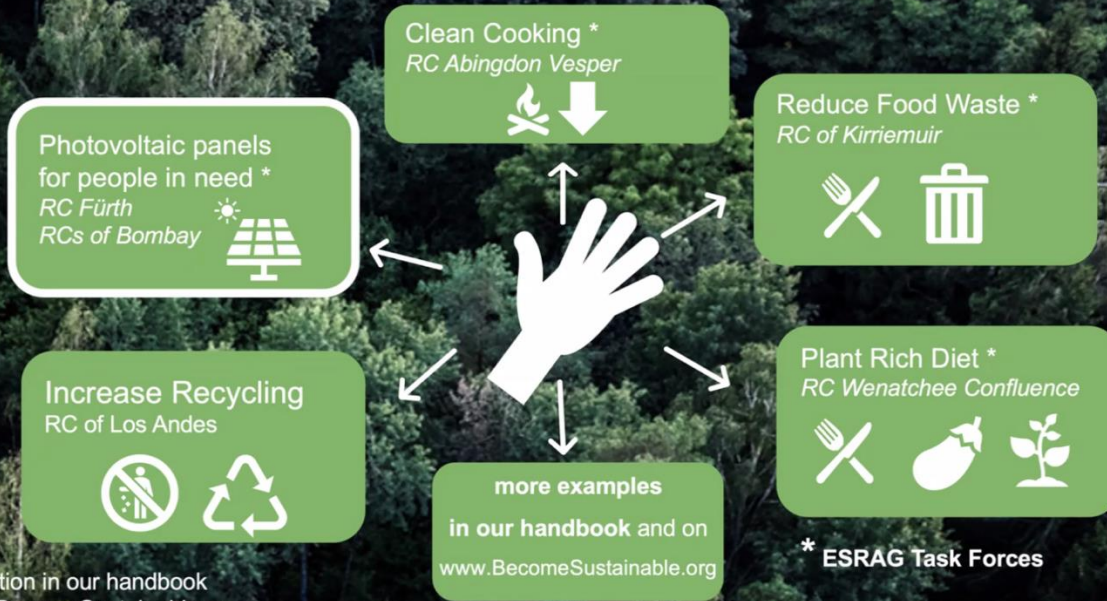 Clean Cooking *
RC Abingdon Vesper
Reduce Food Waste *
RC of Kirriemuir
Photovoltaic panels
for people in need *
RC Fürth
RCs of Bombay
Increase Recycling
RC of Los Andes
Plant Rich Diet *
RC Wenatchee Confluence
more examples
in our handbook and on
www.BecomeSustainable.org
* ESRAG Task Forces
in our handbook